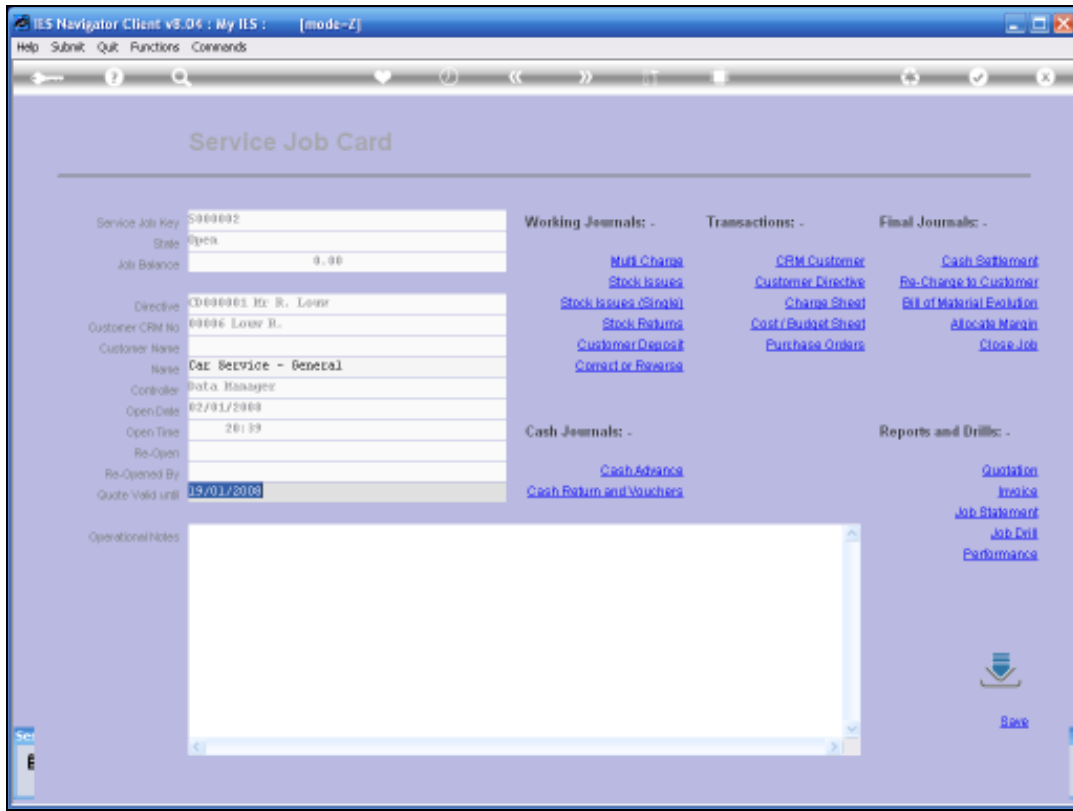 IES Navigator Client v8.04 : My IES : [mode=Z]
Help Submit Quit Functions Commands
Service Job Card
Service Job Key S000002
State Open
Job Balance 0.00
Directive CD000001 Mr R. Louw
Customer CRM No 00006 Louw R.
Customer Name
Name Car Service - General
Controller Data Manager
Open Date 02/01/2008
Open Time 20:39
Re-Open
Re-Opened By
Quote Valid until 19/01/2008
Operational Notes
Working Journals: -
Multi Charge
Stock Issues
Stock Issues (Single)
Stock Returns
Customer Deposit
Correct or Reverse
Transactions: -
CRM Customer
Customer Directive
Charge Sheet
Cost / Budget Sheet
Purchase Orders
Final Journals: -
Cash Settlement
Re-Charge to Customer
Bill of Material Evolution
Allocate Margin
Close Job
Cash Journals: -
Cash Advance
Cash Return and Vouchers
Reports and Drills: -
Quotation
Invoice
Job Statement
Job Drill
Performance
Save